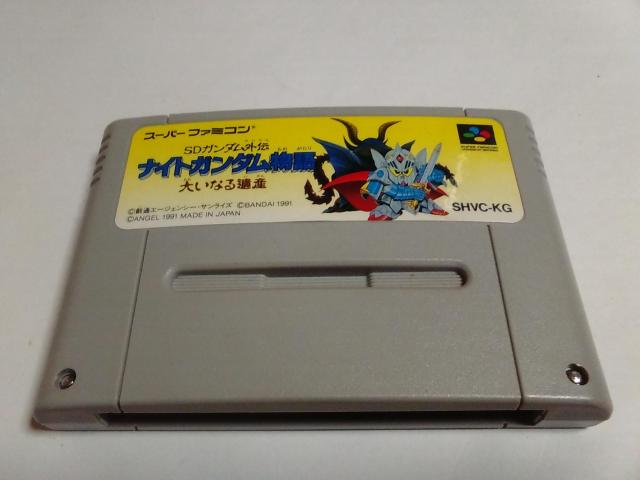 スーパーファミコン®
SDガンダム外伝
ナイトガンダム物語
大いなる遺産
©創通エージェンシー・サンライズ ©BANDAI 1991
©ANGEL 1991 MADE IN JAPAN
SUPER FAMICOM
SHVC-KG